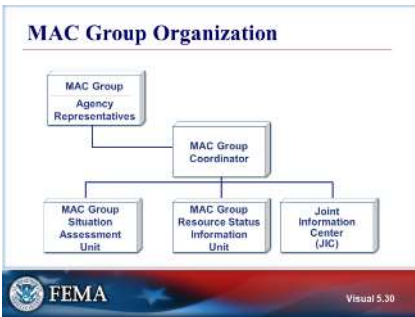 MAC Group Organization
MAC Group
Agency
Representatives
MAC Group
Coordinator
MAC Group
Situation
Assessment
Unit
MAC Group
Resource Status
Information
Unit
Joint
Information
Center
(JIC)
FEMA
Visual 5.30